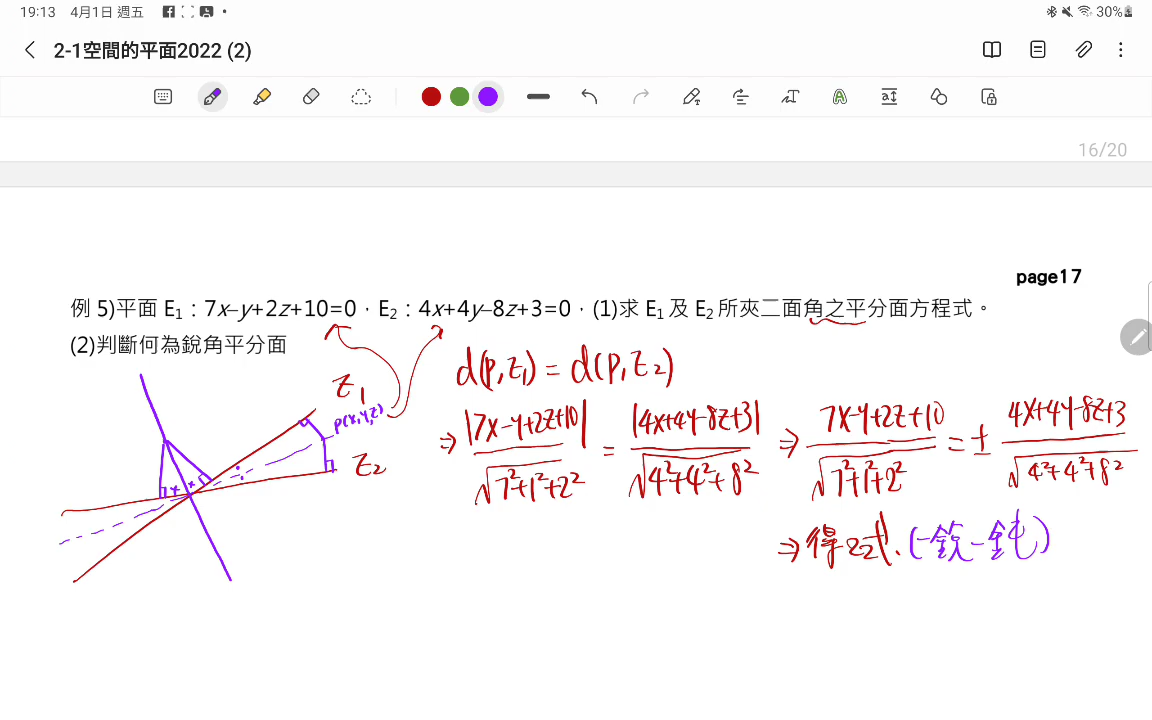 19:13 4月1日 週五 30%
2-1空間的平面2022 (2)
16/20
page17
例 5)平面 E₁：7x–y+2z+10=0，E₂：4x+4y–8z+3=0，(1)求 E₁ 及 E₂ 所夾二面角之平分面方程式。
(2)判斷何為銳角平分面
E₁
P(x,y,z)
E₂
d(P,E₁) = d(P,E₂)
⇒ |7x-y+2z+10| / √(7²+1²+2²) = |4x+4y-8z+3| / √(4²+4²+8²) ⇒ (7x-y+2z+10) / √(7²+1²+2²) = ± (4x+4y-8z+3) / √(4²+4²+8²)
⇒ 得2式. (一銳一鈍)